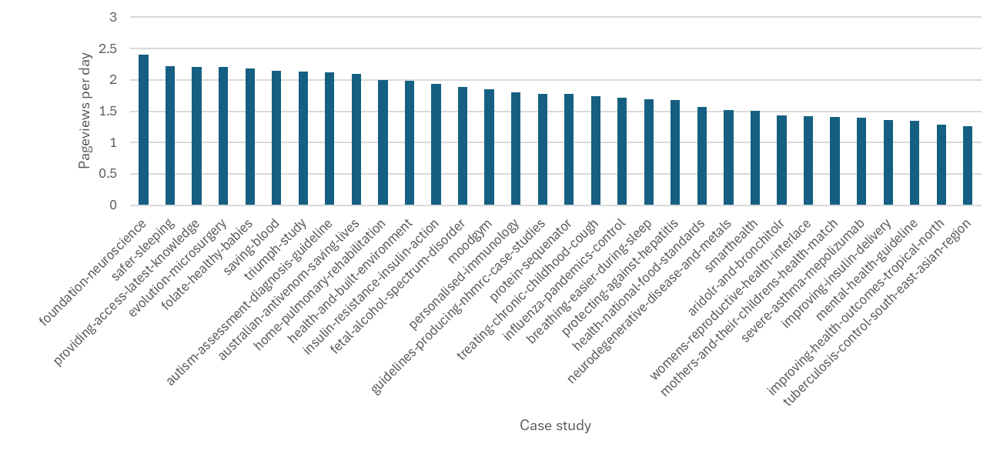 3
2.5
2
1.5
1
0.5
0
Pageviews per day
foundation-neuroscience
safer-sleeping
providing-access-latest-knowledge
evolution-microsurgery
folate-healthy-babies
saving-blood
triumph-study
autism-assessment-diagnosis-guideline
australian-antivenom-saving-lives
home-pulmonary-rehabilitation
health-and-built-environment
insulin-resistance-insulin-action
fetal-alcohol-spectrum-disorder
moodgym
personalised-immunology
guidelines-producing-nhmrc-case-studies
protein-sequenator
treating-chronic-childhood-cough
influenza-pandemics-control
breathing-easier-during-sleep
protecting-against-hepatitis
health-national-food-standards
neurodegenerative-disease-and-metals
smarthealth
aridolr-and-bronchitolr
womens-reproductive-health-interlace
mothers-and-their-childrens-health-match
severe-asthma-mepolizumab
improving-insulin-delivery
mental-health-guideline
improving-health-outcomes-tropical-north
tuberculosis-control-south-east-asian-region
Case study